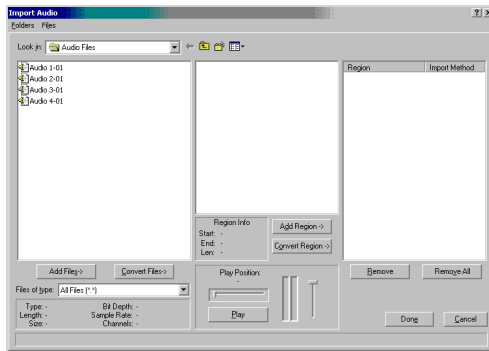 Import Audio
Folders Files
Look in: Audio Files
Audio 1-01
Audio 2-01
Audio 3-01
Audio 4-01
Region Import Method
Region Info
Start: -
End: -
Len: -
Add Region ->
Convert Region ->
Add Files->
Convert Files->
Files of type: All Files (*.*)
Type: - Bit Depth: -
Length: - Sample Rate: -
Size: - Channels: -
Play Position:
-
Play
Remove
Remove All
Done
Cancel